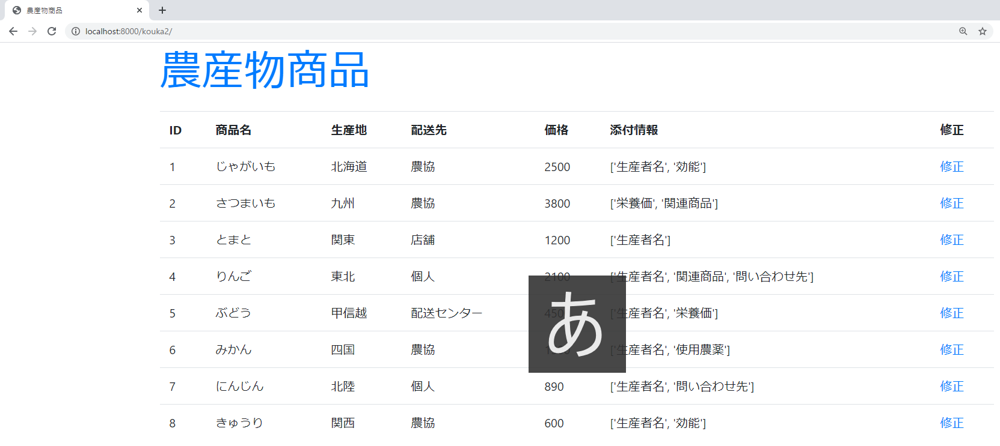 農産物商品
localhost:8000/kouka2/
農産物商品
ID 商品名 生産地 配送先 価格 添付情報 修正
1 じゃがいも 北海道 農協 2500 ['生産者名', '効能'] 修正
2 さつまいも 九州 農協 3800 ['栄養価', '関連商品'] 修正
3 とまと 関東 店舗 1200 ['生産者名'] 修正
4 りんご 東北 個人 2100 ['生産者名', '関連商品', '問い合わせ先'] 修正
5 ぶどう 甲信越 配送センター ['生産者名', '栄養価'] 修正
あ
6 みかん 四国 農協 ['生産者名', '使用農薬'] 修正
7 にんじん 北陸 個人 890 ['生産者名', '問い合わせ先'] 修正
8 きゅうり 関西 農協 600 ['生産者名', '効能'] 修正